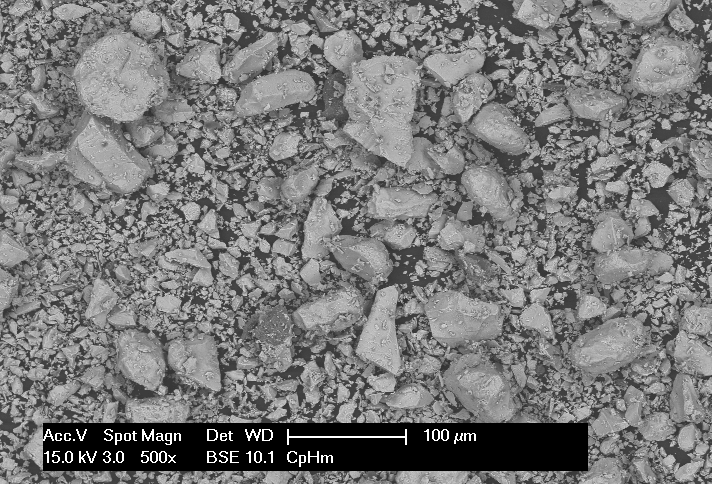 Acc.V Spot Magn Det WD 100 µm
15.0 kV 3.0 500x BSE 10.1 CpHm